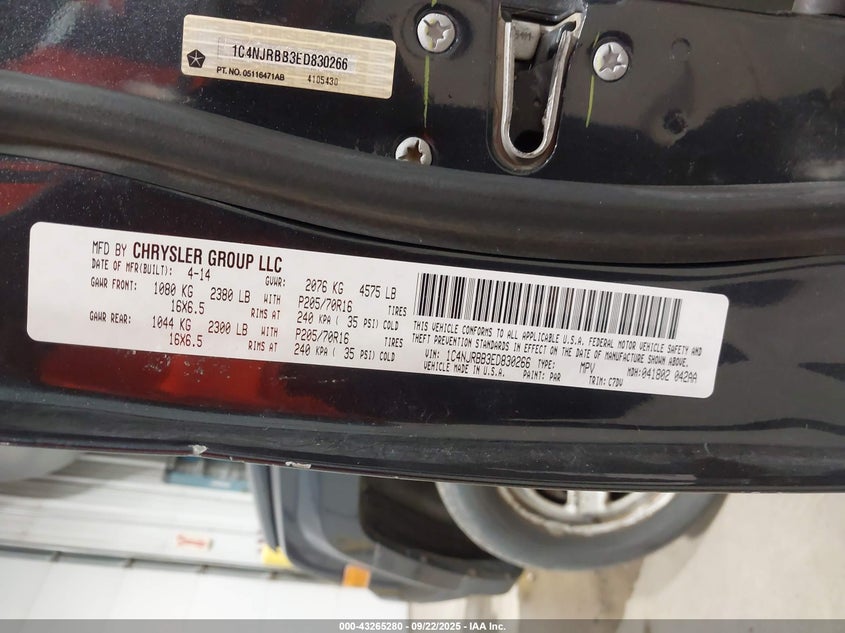 1C4NJRBB3ED830266
PT. NO. 05116471AB 4105430
MFD BY CHRYSLER GROUP LLC
DATE OF MFR(BUILT): 4-14 GVWR: 2076 KG 4575 LB
GAWR FRONT: 1080 KG 2380 LB WITH P205/70R16 TIRES
16X6.5 RIMS AT 240 KPA ( 35 PSI) COLD
GAWR REAR: 1044 KG 2300 LB WITH P205/70R16 TIRES
16X6.5 RIMS AT 240 KPA ( 35 PSI) COLD
THIS VEHICLE CONFORMS TO ALL APPLICABLE U.S.A. FEDERAL MOTOR VEHICLE SAFETY AND
THEFT PREVENTION STANDARDS IN EFFECT ON THE DATE OF MANUFACTURE SHOWN ABOVE.
VIN: 1C4NJRBB3ED830266 TYPE: MPV MDH:041802 042AA
VEHICLE MADE IN U.S.A. PAINT: PAR TRIM: C7DV
000-43265280 - 09/22/2025 - IAA Inc.